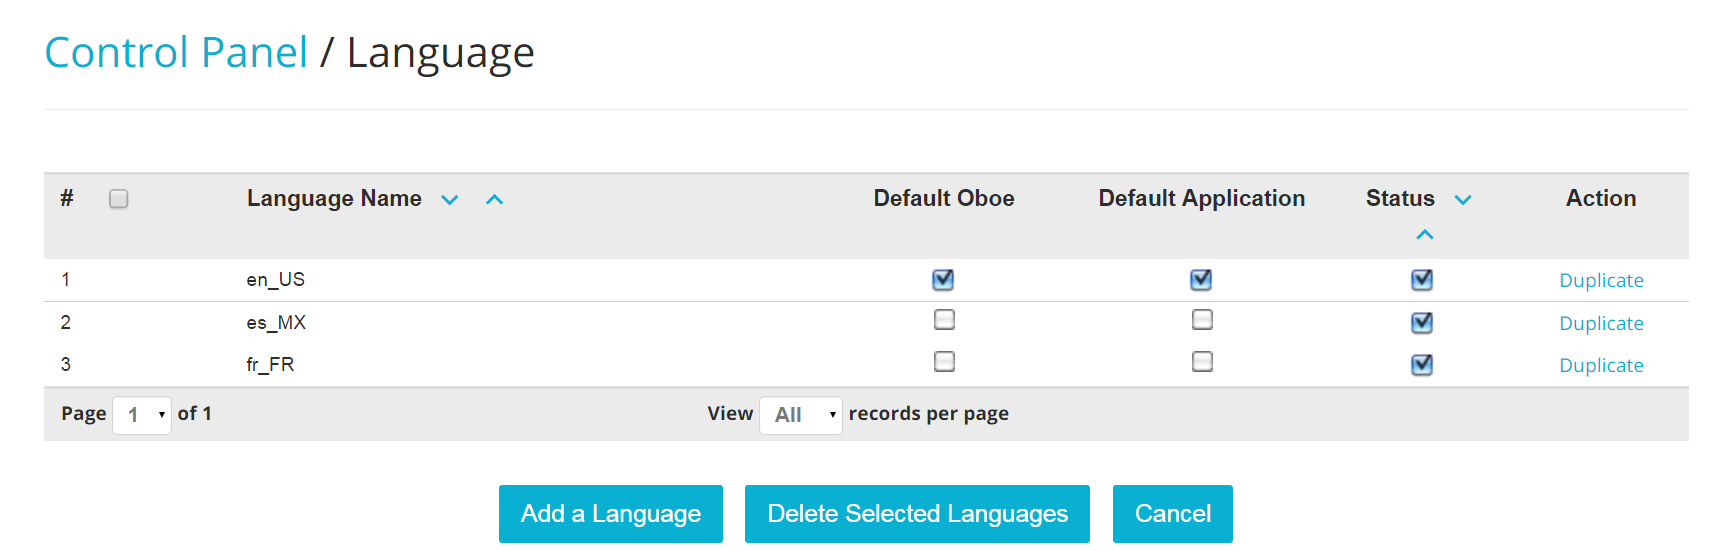 Control Panel / Language
# Language Name Default Oboe Default Application Status Action
1 en_US Duplicate
2 es_MX Duplicate
3 fr_FR Duplicate
Page 1 of 1 View All records per page
Add a Language Delete Selected Languages Cancel